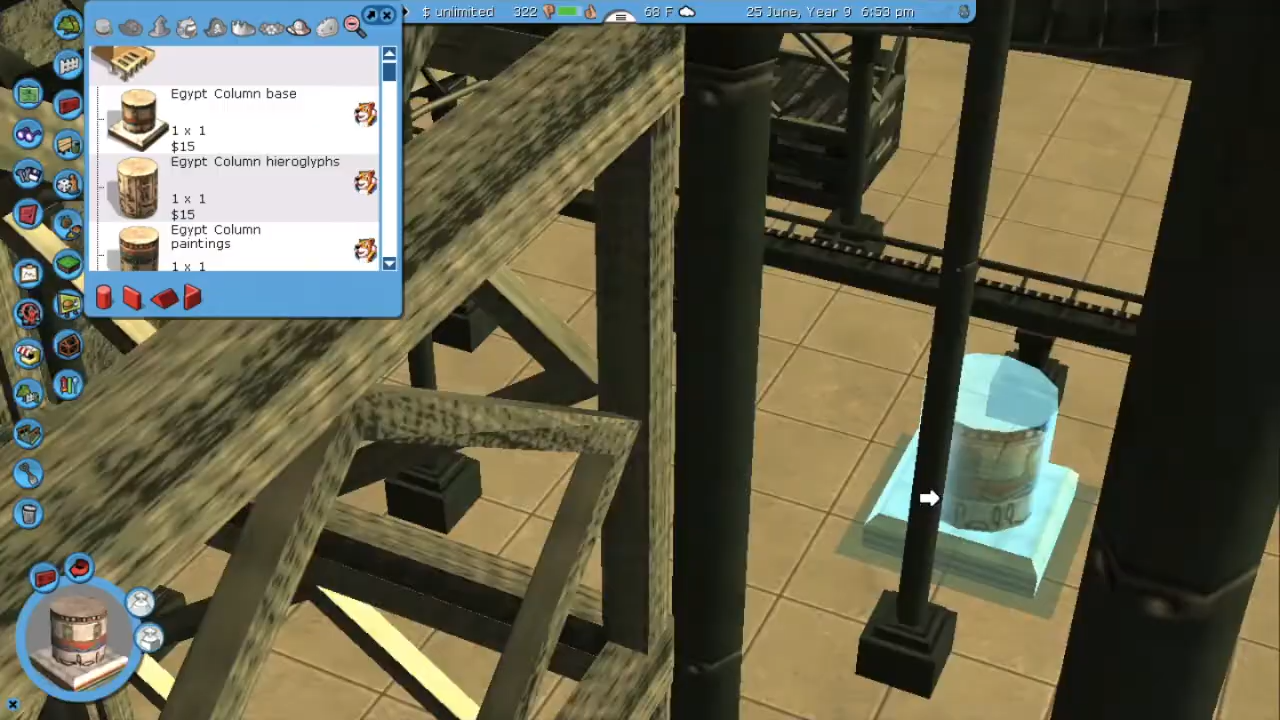 $ unlimited 322 68 F 25 June, Year 9 6:53 pm
Egypt Column base
1 x 1
$15
Egypt Column hieroglyphs
1 x 1
$15
Egypt Column
paintings
1 x 1